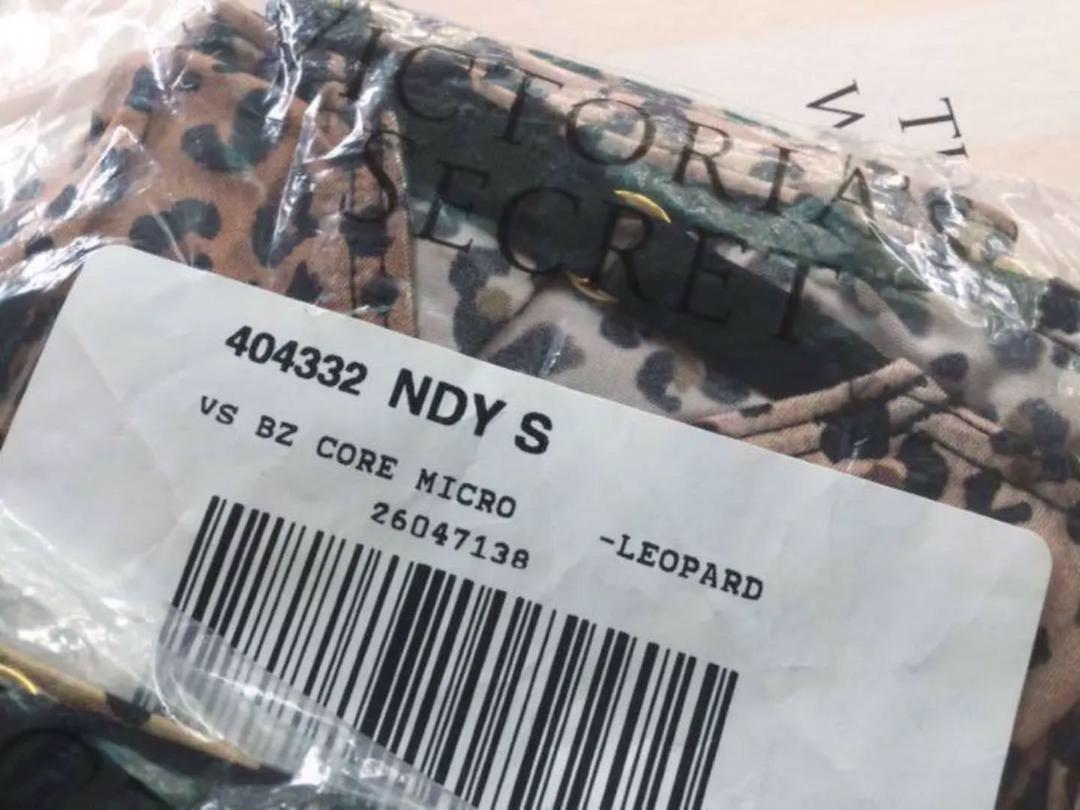 VICTORIA'S
SECRET
404332 NDY S
VS BZ CORE MICRO
-LEOPARD
26047138